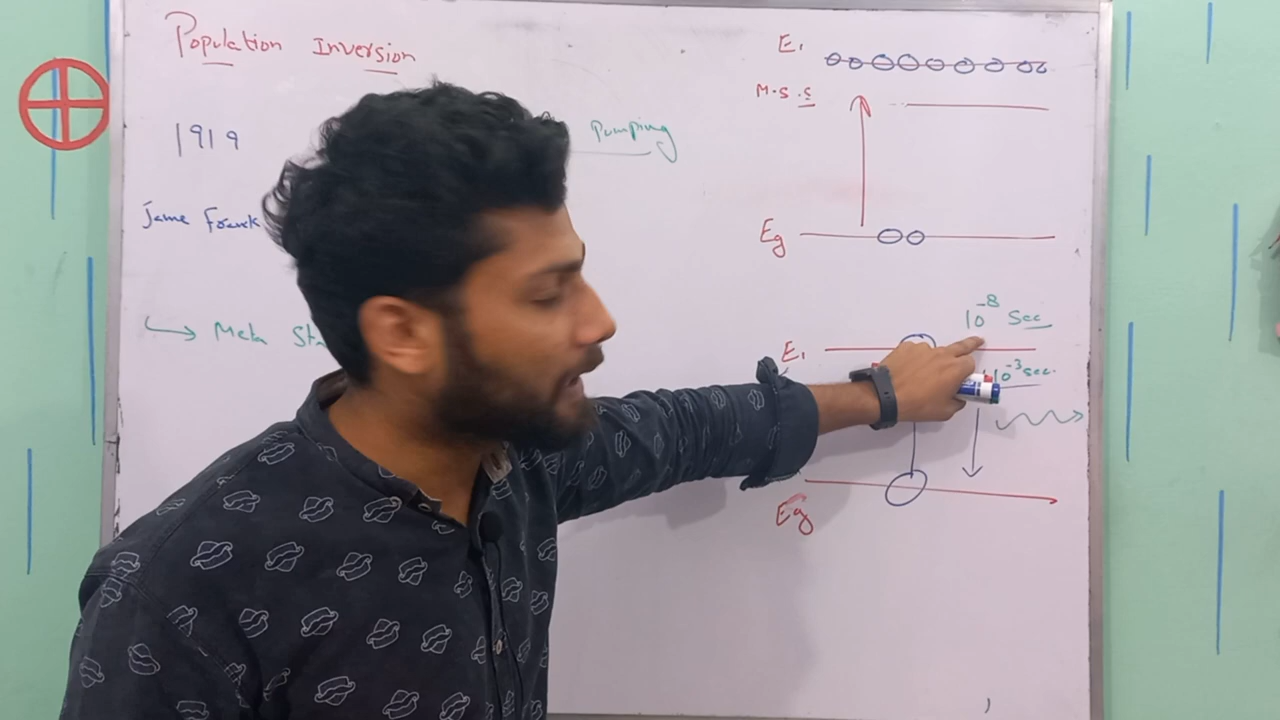 Population Inversion
1919
Pumping
Jame Franck
↪ Meta Sta
E₁
M.S.S
Eg
10⁻⁸ Sec
E₁
10⁻³ sec.
Eg